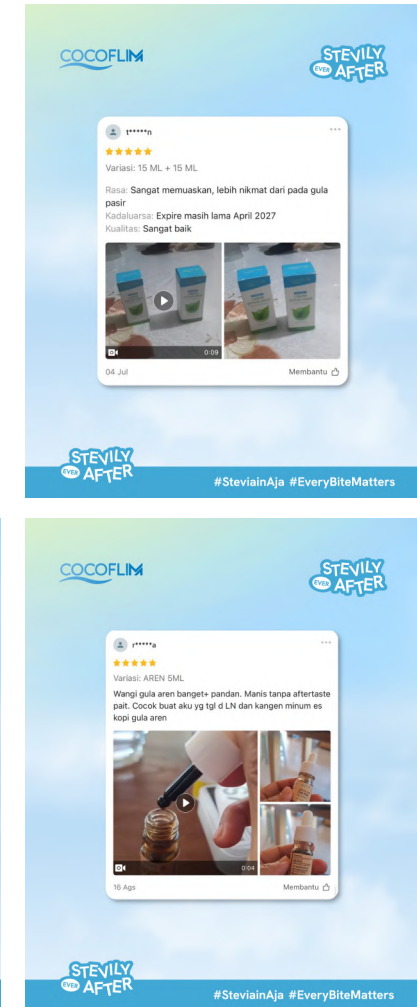 COCOFLIM
STEVILY
EVER AFTER
t*****n
Variasi: 15 ML + 15 ML
Rasa: Sangat memuaskan, lebih nikmat dari pada gula
pasir
Kadaluarsa: Expire masih lama April 2027
Kualitas: Sangat baik
0:09
04 Jul
Membantu
STEVILY
EVER AFTER
#SteviainAja #EveryBiteMatters
COCOFLIM
STEVILY
EVER AFTER
r*****a
Variasi: AREN 5ML
Wangi gula aren banget+ pandan. Manis tanpa aftertaste
pait. Cocok buat aku yg tgl d LN dan kangen minum es
kopi gula aren
0:04
16 Ags
Membantu
STEVILY
EVER AFTER
#SteviainAja #EveryBiteMatters